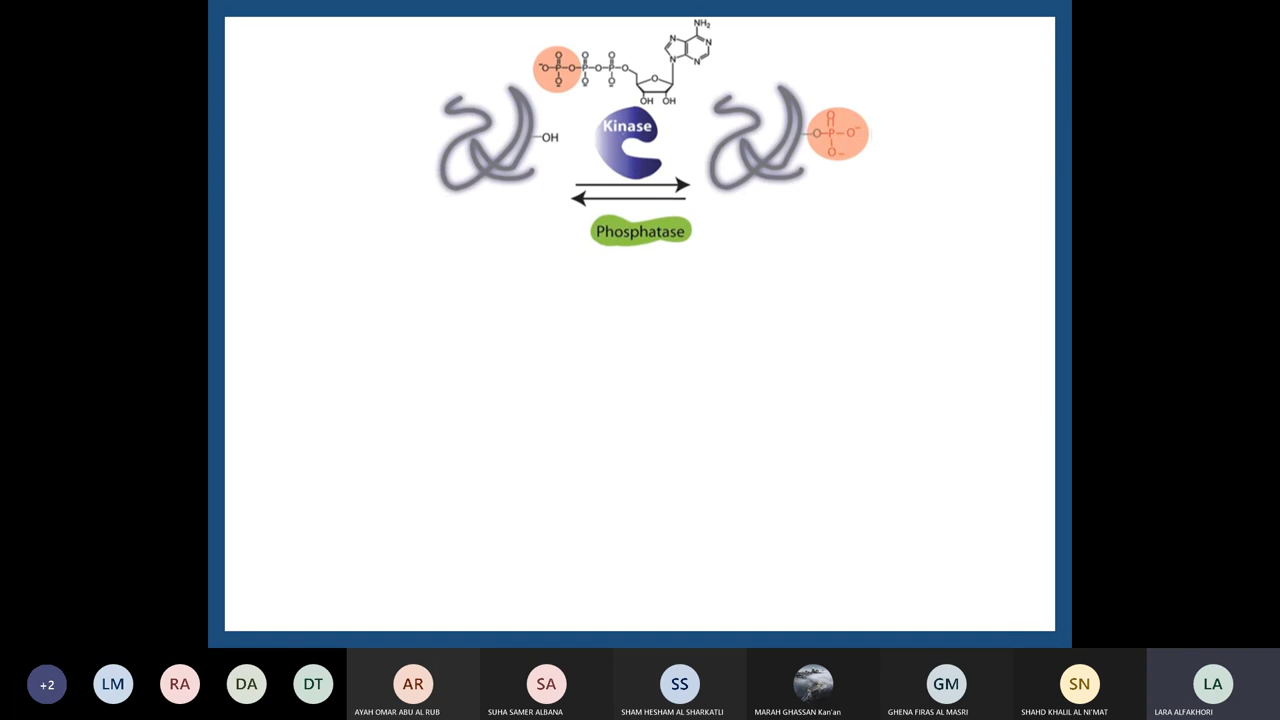 NH₂
N
N
N
N
⁻O-P-O-P-O-P-O
O O O
O O O
OH OH
Kinase
OH
O
O-P-O⁻
O⁻
Phosphatase
+2
LM
RA
DA
DT
AR
SA
SS
GM
SN
LA
AYAH OMAR ABU AL RUB
SUHA SAMER ALBANA
SHAM HESHAM AL SHARKATLI
MARAH GHASSAN Kan'an
GHENA FIRAS AL MASRI
SHAHD KHALIL AL NI'MAT
LARA ALFAKHORI